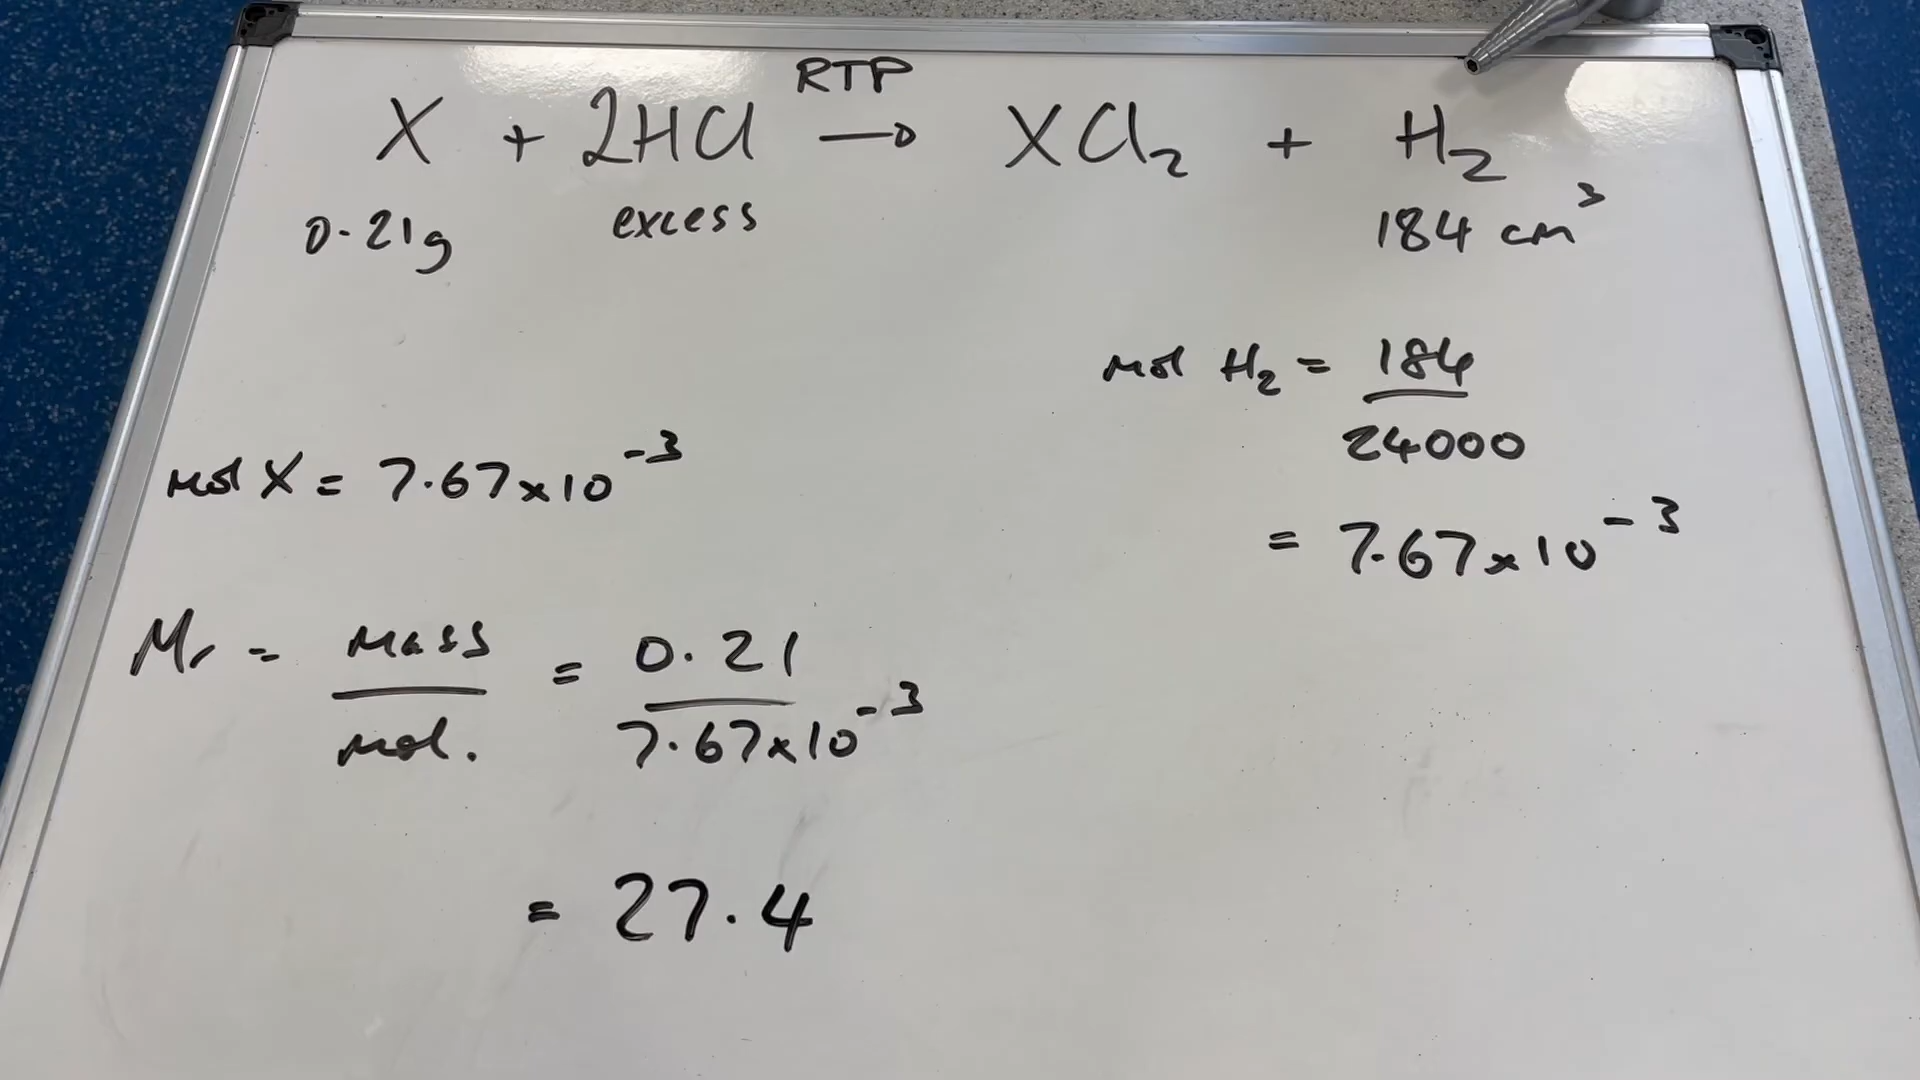 RTP
X + 2HCl → XCl₂ + H₂
0.21g excess 184 cm³
mol H₂ = 184
24000
= 7.67x10⁻³
mol X = 7.67x10⁻³
Mr = mass = 0.21
mol. 7.67x10⁻³
= 27.4